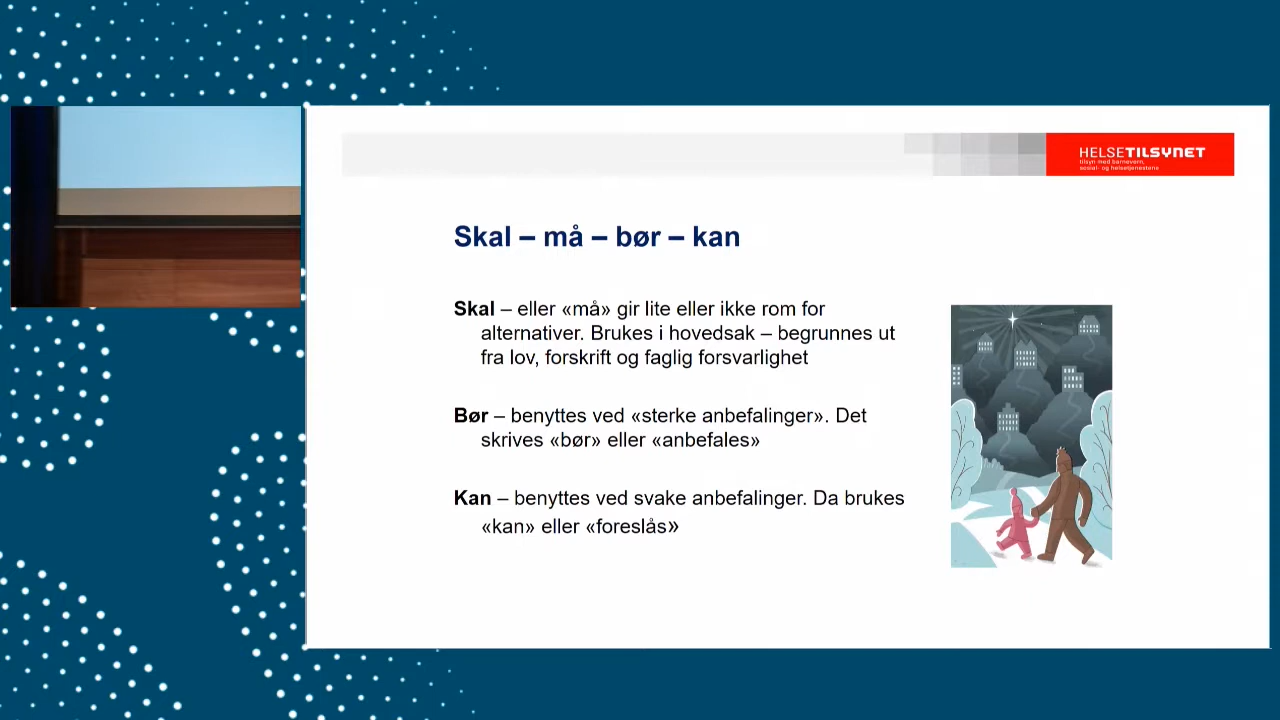 HELSETILSYNET
tilsyn med barnevern,
sosial- og helsetjenestene
Skal – må – bør – kan
Skal – eller «må» gir lite eller ikke rom for
alternativer. Brukes i hovedsak – begrunnes ut
fra lov, forskrift og faglig forsvarlighet
Bør – benyttes ved «sterke anbefalinger». Det
skrives «bør» eller «anbefales»
Kan – benyttes ved svake anbefalinger. Da brukes
«kan» eller «foreslås»